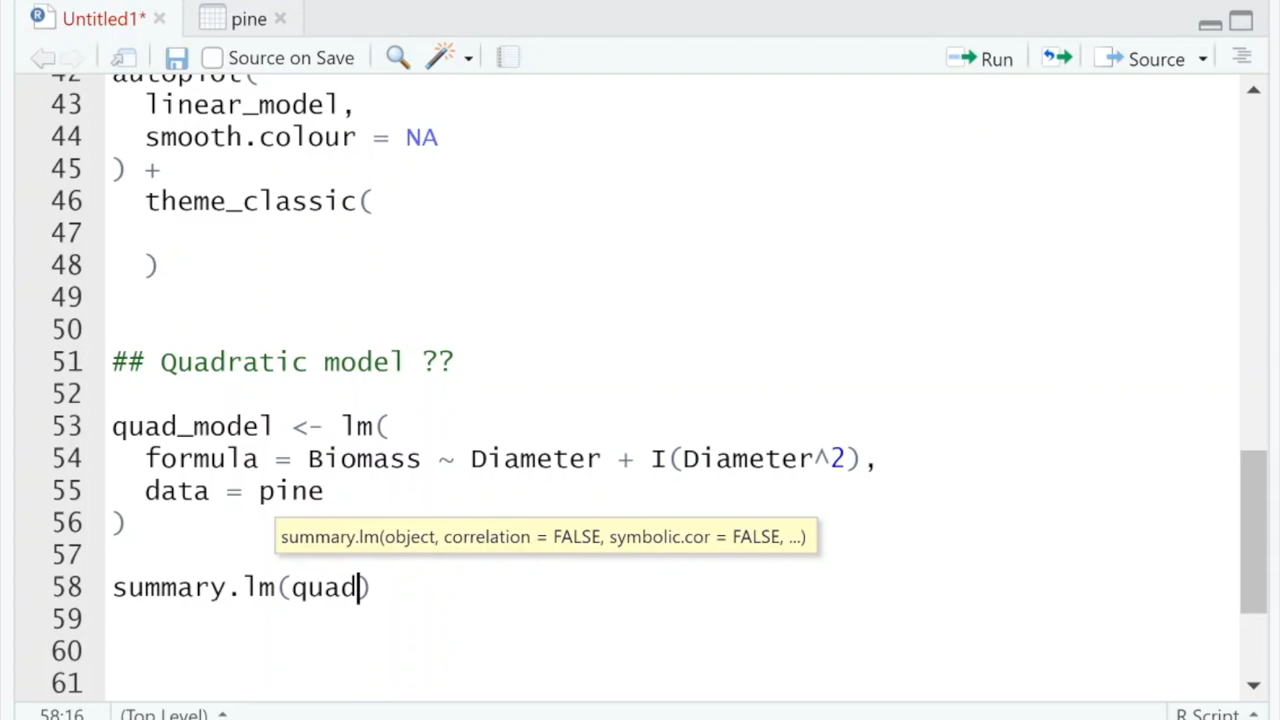 Untitled1*
pine
Source on Save
Run
Source
42 autoplot(
43 linear_model,
44 smooth.colour = NA
45 ) +
46 theme_classic(
47
48 )
49
50
51 ## Quadratic model ??
52
53 quad_model <- lm(
54 formula = Biomass ~ Diameter + I(Diameter^2),
55 data = pine
56 )
summary.lm(object, correlation = FALSE, symbolic.cor = FALSE, ...)
57
58 summary.lm(quad)
59
60
61
58:16 (Top Level) R Script